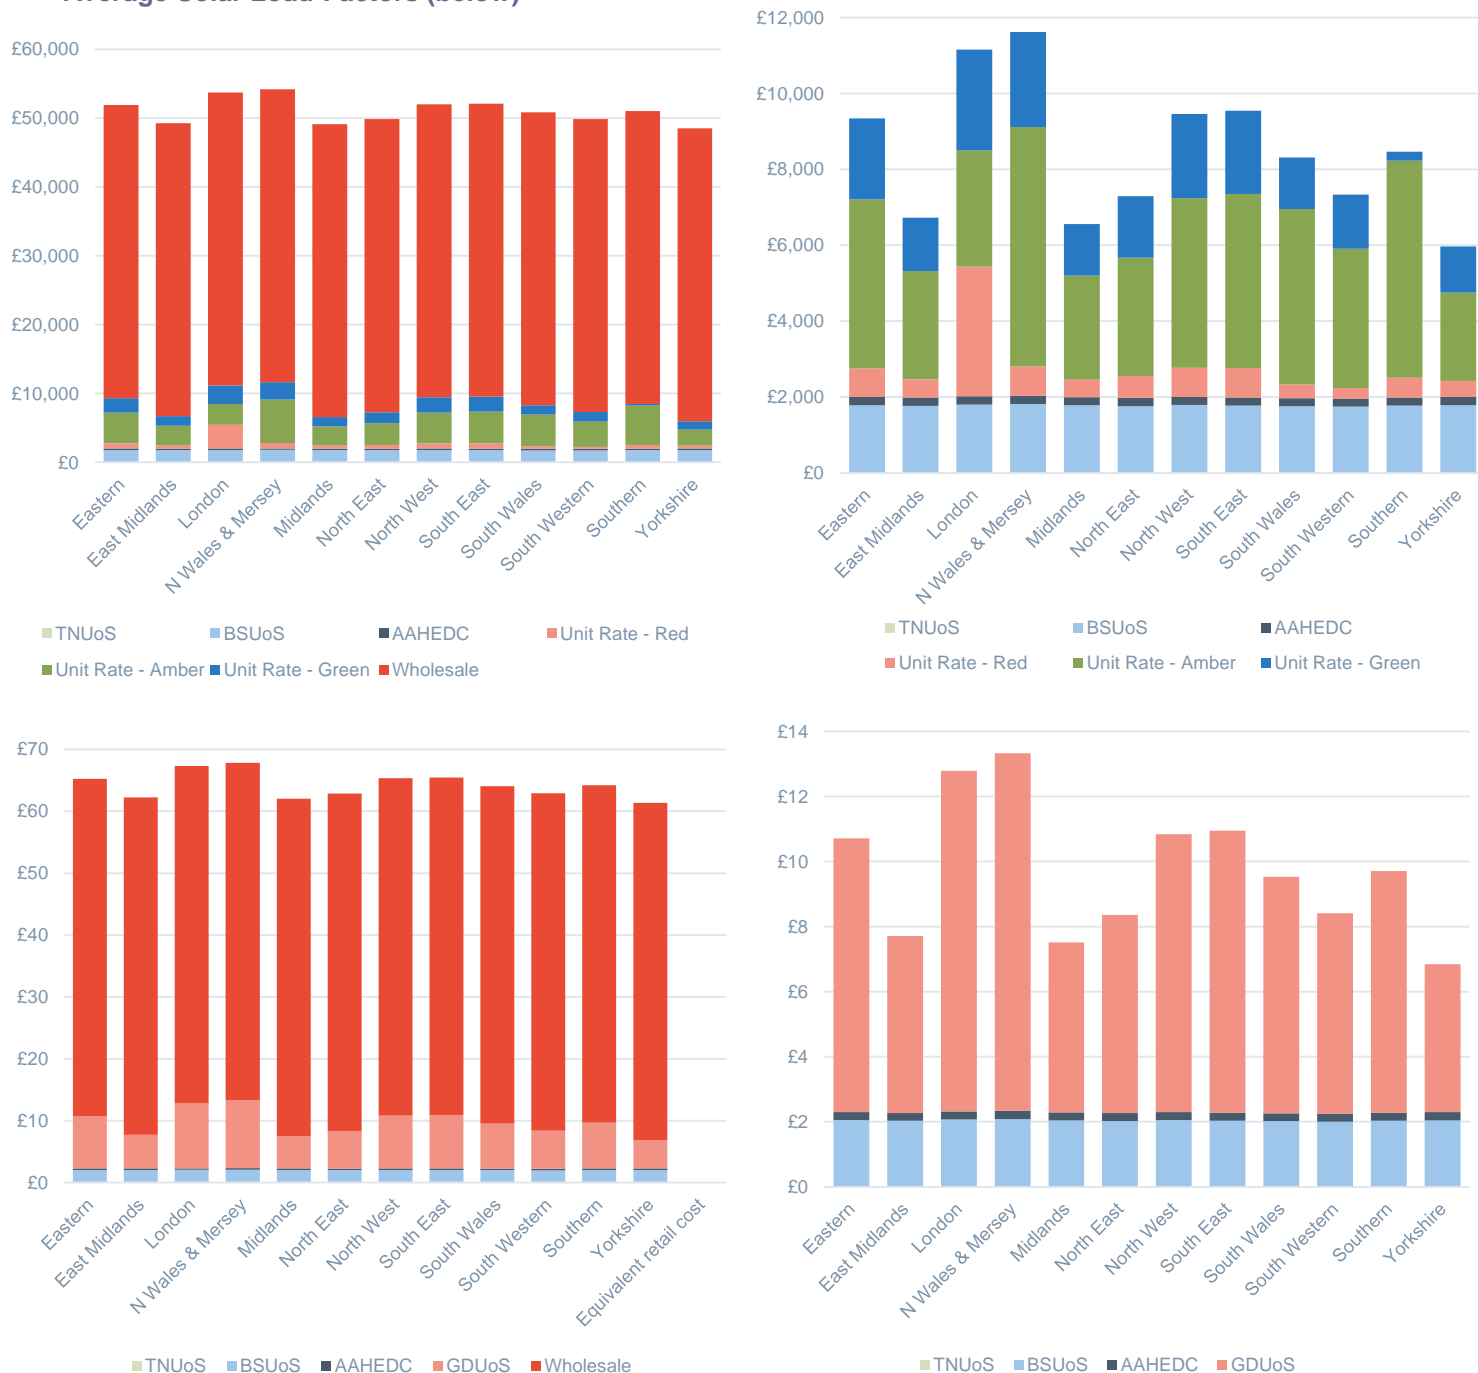 Average Solar Load Factors (below)
£60,000
£50,000
£40,000
£30,000
£20,000
£10,000
£0
Eastern
East Midlands
London
N Wales & Mersey
Midlands
North East
North West
South East
South Wales
South Western
Southern
Yorkshire
TNUoS BSUoS AAHEDC Unit Rate - Red
Unit Rate - Amber Unit Rate - Green Wholesale
£12,000
£10,000
£8,000
£6,000
£4,000
£2,000
£0
Eastern
East Midlands
London
N Wales & Mersey
Midlands
North East
North West
South East
South Wales
South Western
Southern
Yorkshire
TNUoS BSUoS AAHEDC
Unit Rate - Red Unit Rate - Amber Unit Rate - Green
£70
£60
£50
£40
£30
£20
£10
£0
Eastern
East Midlands
London
N Wales & Mersey
Midlands
North East
North West
South East
South Wales
South Western
Southern
Yorkshire
Equivalent retail cost
TNUoS BSUoS AAHEDC GDUoS Wholesale
£14
£12
£10
£8
£6
£4
£2
£0
Eastern
East Midlands
London
N Wales & Mersey
Midlands
North East
North West
South East
South Wales
South Western
Southern
Yorkshire
TNUoS BSUoS AAHEDC GDUoS